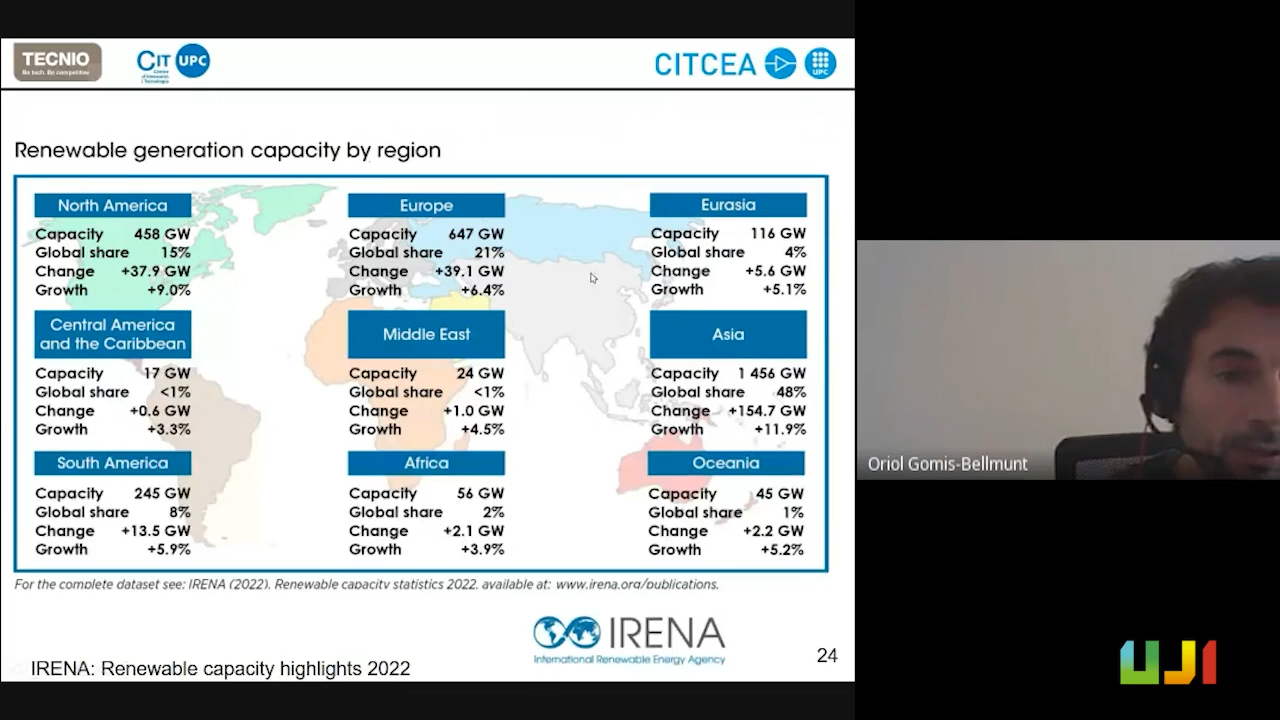 TECNIO
Be tech. Be competitive
CIT
UPC
CITCEA
UPC
Renewable generation capacity by region
North America
Capacity 458 GW
Global share 15%
Change +37.9 GW
Growth +9.0%
Europe
Capacity 647 GW
Global share 21%
Change +39.1 GW
Growth +6.4%
Eurasia
Capacity 116 GW
Global share 4%
Change +5.6 GW
Growth +5.1%
Central America
and the Caribbean
Capacity 17 GW
Global share <1%
Change +0.6 GW
Growth +3.3%
Middle East
Capacity 24 GW
Global share <1%
Change +1.0 GW
Growth +4.5%
Asia
Capacity 1 456 GW
Global share 48%
Change +154.7 GW
Growth +11.9%
South America
Capacity 245 GW
Global share 8%
Change +13.5 GW
Growth +5.9%
Africa
Capacity 56 GW
Global share 2%
Change +2.1 GW
Growth +3.9%
Oceania
Capacity 45 GW
Global share 1%
Change +2.2 GW
Growth +5.2%
For the complete dataset see: IRENA (2022), Renewable capacity statistics 2022, available at: www.irena.org/publications.
IRENA
International Renewable Energy Agency
IRENA: Renewable capacity highlights 2022
24
Oriol Gomis-Bellmunt
UJI